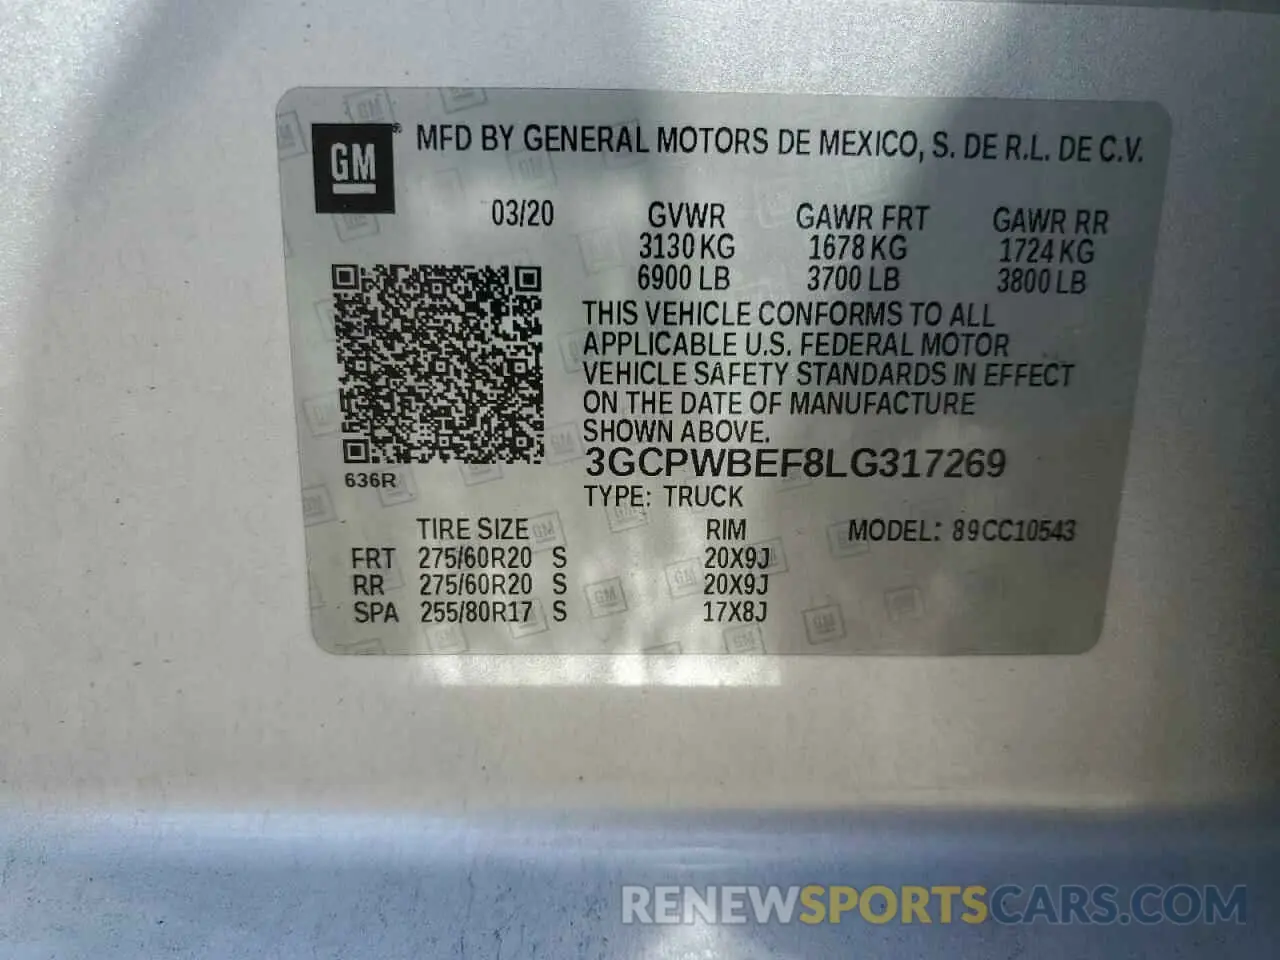 GM® MFD BY GENERAL MOTORS DE MEXICO, S. DE R.L. DE C.V.
03/20 GVWR GAWR FRT GAWR RR
3130 KG 1678 KG 1724 KG
6900 LB 3700 LB 3800 LB
THIS VEHICLE CONFORMS TO ALL
APPLICABLE U.S. FEDERAL MOTOR
VEHICLE SAFETY STANDARDS IN EFFECT
ON THE DATE OF MANUFACTURE
SHOWN ABOVE.
3GCPWBEF8LG317269
636R
TYPE: TRUCK
TIRE SIZE RIM MODEL: 89CC10543
FRT 275/60R20 S 20X9J
RR 275/60R20 S 20X9J
SPA 255/80R17 S 17X8J
RENEWSPORTSCARS.COM